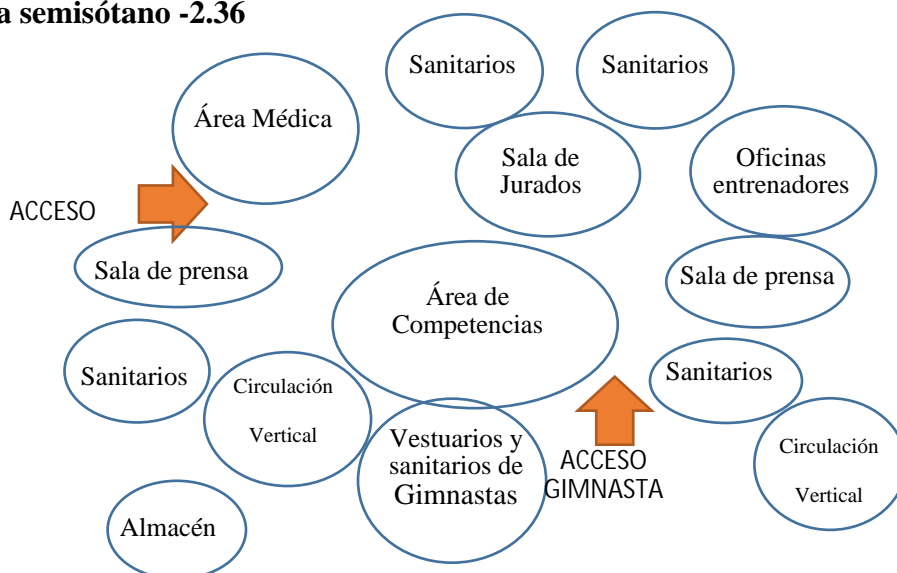 a semisótano -2.36
Sanitarios
Sanitarios
Área Médica
Sala de
Jurados
Oficinas
entrenadores
ACCESO
Sala de prensa
Área de
Competencias
Sala de prensa
Sanitarios
Circulación
Vertical
Sanitarios
Vestuarios y
sanitarios de
Gimnastas
ACCESO
GIMNASTA
Circulación
Vertical
Almacén